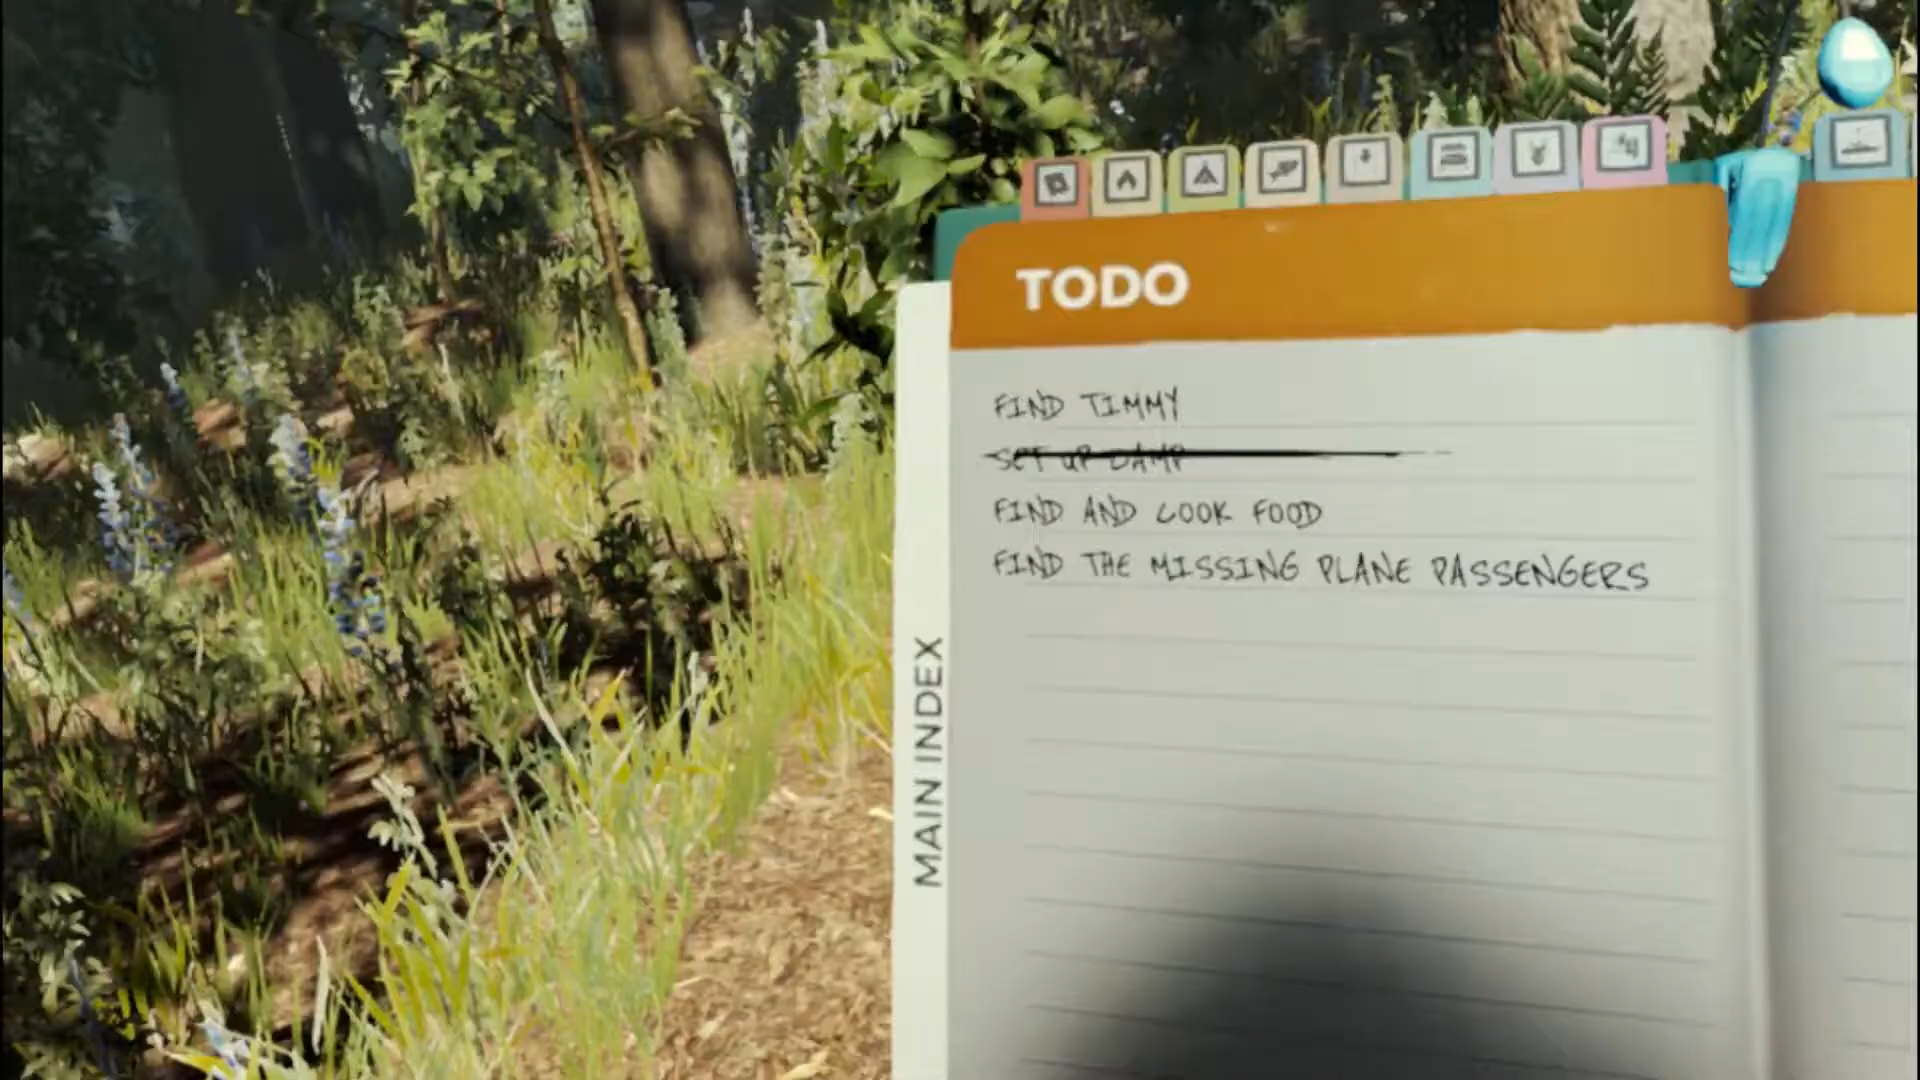 TODO
FIND TIMMY
SET UP CAMP
FIND AND COOK FOOD
FIND THE MISSING PLANE PASSENGERS
MAIN INDEX